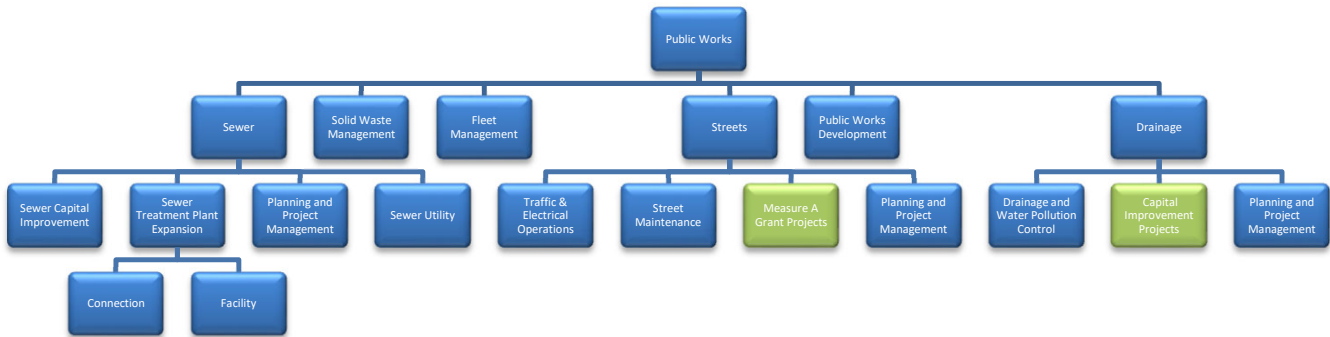 Public Works
Sewer
Solid Waste
Management
Fleet
Management
Streets
Public Works
Development
Drainage
Sewer Capital
Improvement
Sewer
Treatment Plant
Expansion
Planning and
Project
Management
Sewer Utility
Traffic &
Electrical
Operations
Street
Maintenance
Measure A
Grant Projects
Planning and
Project
Management
Drainage and
Water Pollution
Control
Capital
Improvement
Projects
Planning and
Project
Management
Connection
Facility